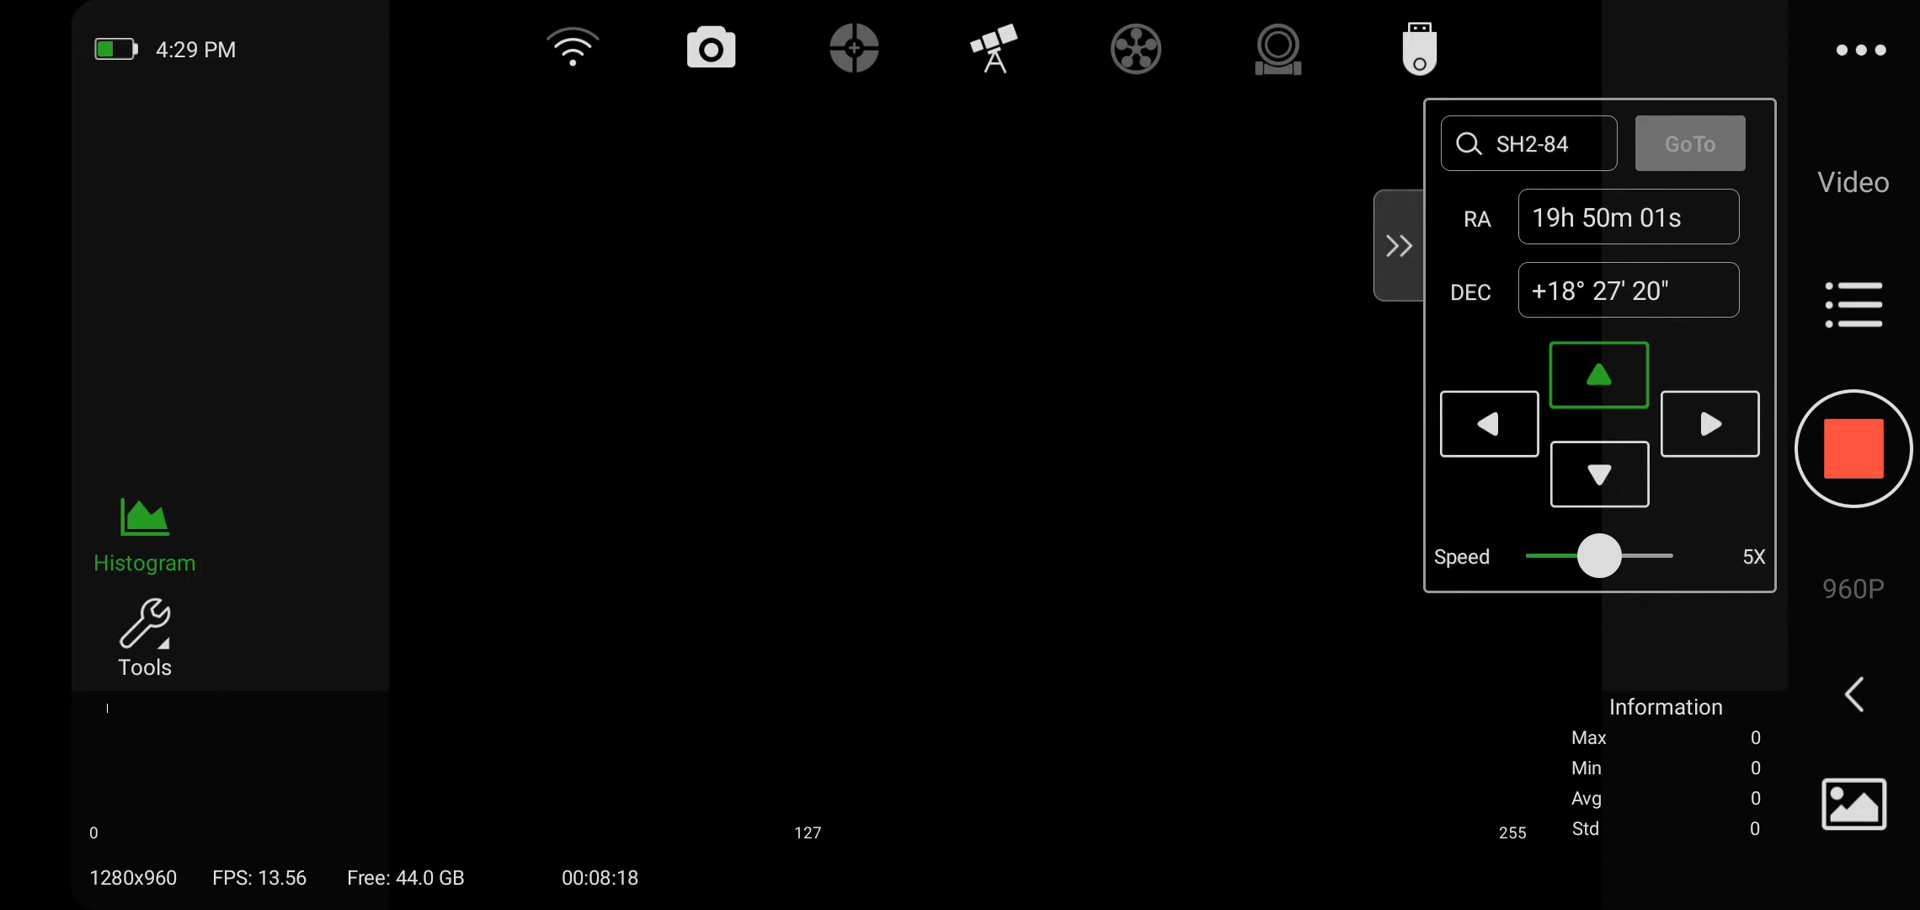 4:29 PM
SH2-84
GoTo
RA
19h 50m 01s
DEC
+18° 27' 20"
Speed
5X
Video
960P
Histogram
Tools
Information
Max 0
Min 0
Avg 0
Std 0
0
127
255
1280x960
FPS: 13.56
Free: 44.0 GB
00:08:18